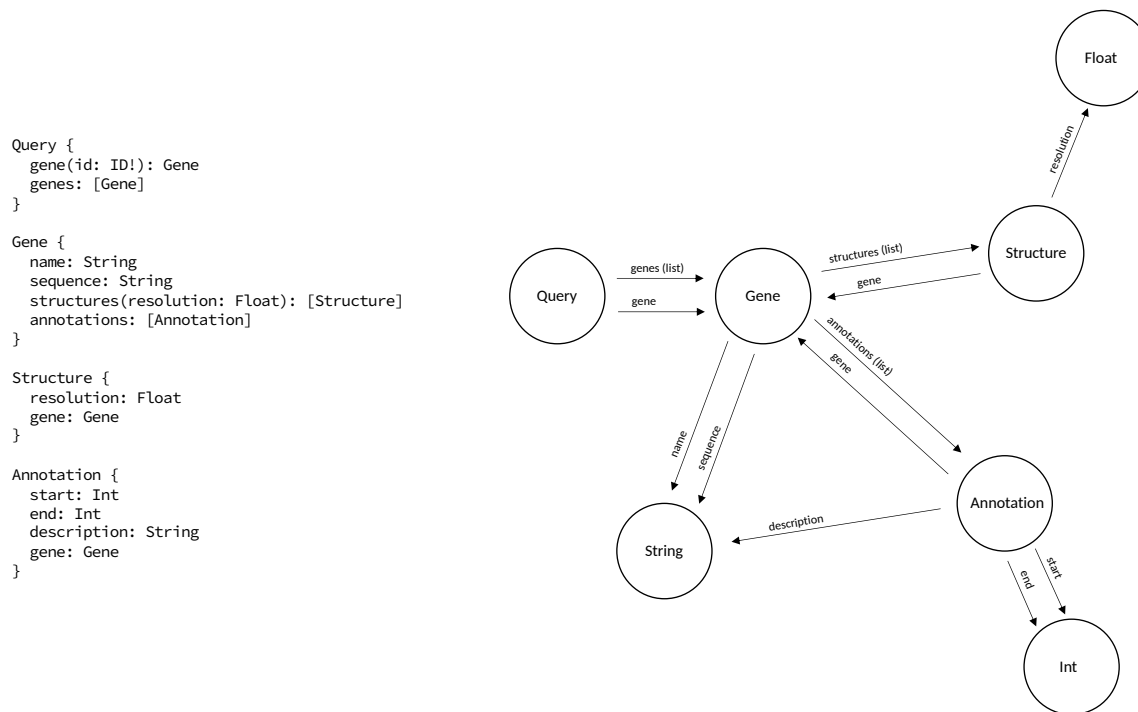 Query {
  gene(id: ID!): Gene
  genes: [Gene]
}
Gene {
  name: String
  sequence: String
  structures(resolution: Float): [Structure]
  annotations: [Annotation]
}
Structure {
  resolution: Float
  gene: Gene
}
Annotation {
  start: Int
  end: Int
  description: String
  gene: Gene
}
Float
resolution
Structure
structures (list)
gene
Query
genes (list)
gene
Gene
annotations (list)
gene
name
sequence
Annotation
description
String
end
start
Int